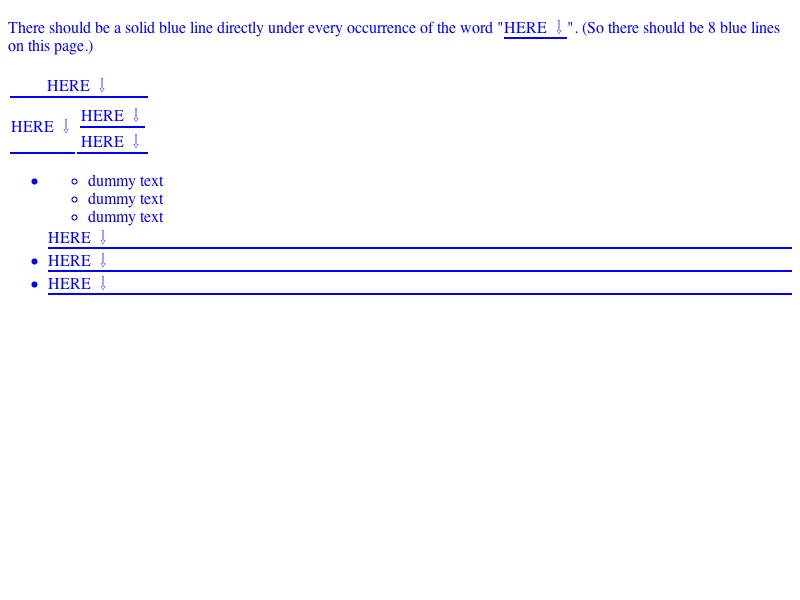 There should be a solid blue line directly under every occurrence of the word "HERE ⇩". (So there should be 8 blue lines
on this page.)
HERE ⇩
HERE ⇩
HERE ⇩
HERE ⇩
dummy text
dummy text
dummy text
HERE ⇩
HERE ⇩
HERE ⇩